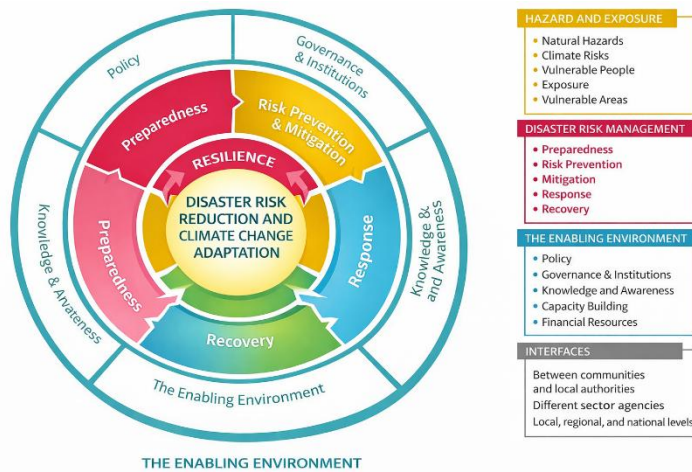 Policy
Governance
& Institutions
Preparedness
Risk Prevention
& Mitigation
RESILIENCE
DISASTER RISK
REDUCTION AND
CLIMATE CHANGE
ADAPTATION
Knowledge & Arvateness
Preparedness
Response
Knowledge &
and Awareness
Recovery
The Enabling Environment
THE ENABLING ENVIRONMENT
HAZARD AND EXPOSURE
• Natural Hazards
• Climate Risks
• Vulnerable People
• Exposure
• Vulnerable Areas
DISASTER RISK MANAGEMENT
• Preparedness
• Risk Prevention
• Mitigation
• Response
• Recovery
THE ENABLING ENVIRONMENT
• Policy
• Governance & Institutions
• Knowledge and Awareness
• Capacity Building
• Financial Resources
INTERFACES
Between communities
and local authorities
Different sector agencies
Local, regional, and national levels